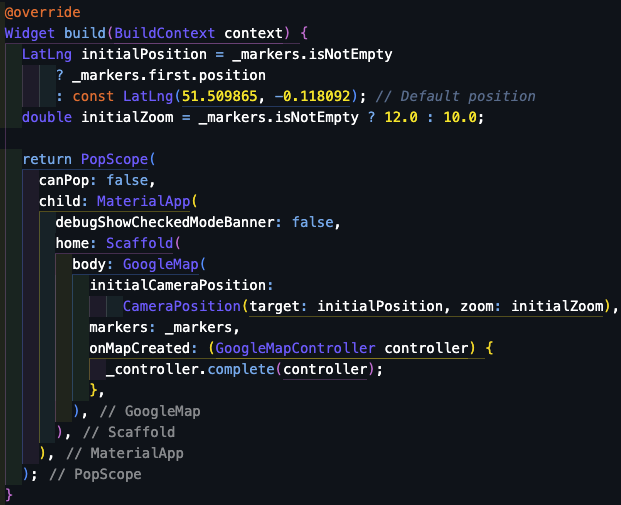 @override
Widget build(BuildContext context) {
LatLng initialPosition = _markers.isNotEmpty
? _markers.first.position
: const LatLng(51.509865, -0.118092); // Default position
double initialZoom = _markers.isNotEmpty ? 12.0 : 10.0;
return PopScope(
canPop: false,
child: MaterialApp(
debugShowCheckedModeBanner: false,
home: Scaffold(
body: GoogleMap(
initialCameraPosition:
CameraPosition(target: initialPosition, zoom: initialZoom),
markers: _markers,
onMapCreated: (GoogleMapController controller) {
_controller.complete(controller);
},
), // GoogleMap
), // Scaffold
), // MaterialApp
); // PopScope
}